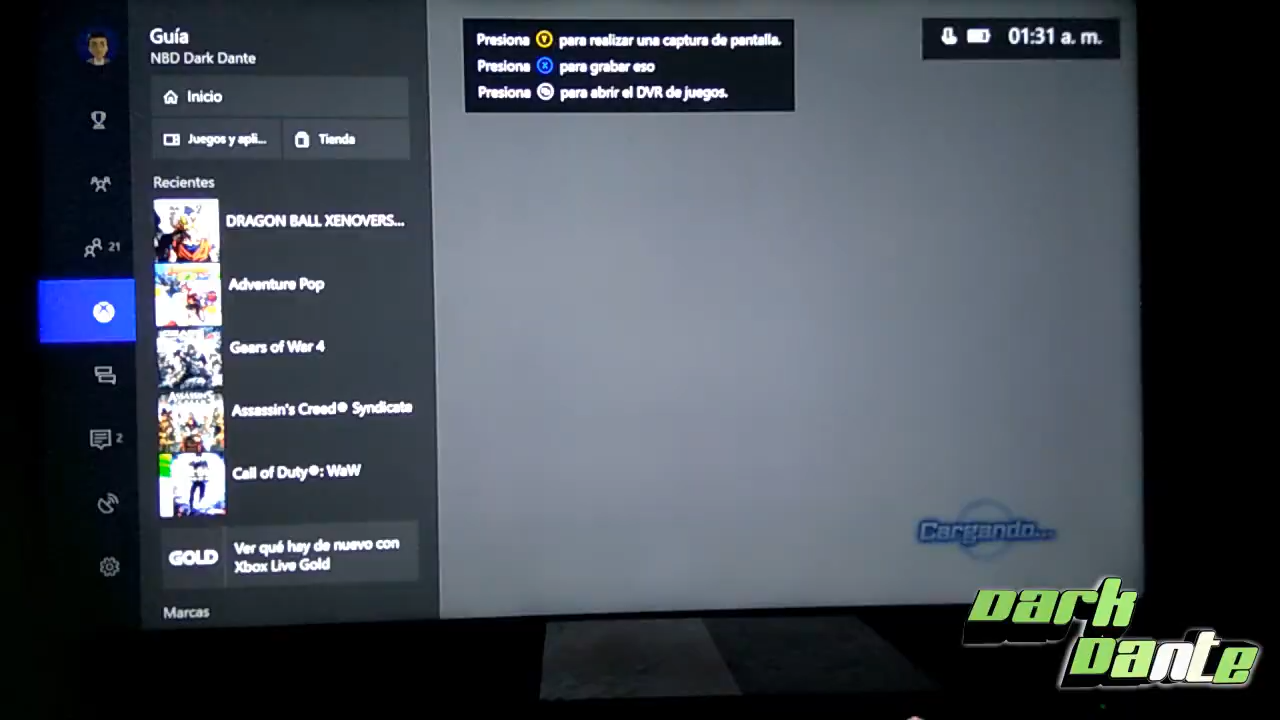 Guía
NBD Dark Dante
Inicio
Juegos y apli...
Tienda
Recientes
DRAGON BALL XENOVERS...
Adventure Pop
Gears of War 4
Assassin's Creed® Syndicate
Call of Duty®: WaW
GOLD
Ver qué hay de nuevo con
Xbox Live Gold
Marcas
21
2
Presiona Y para realizar una captura de pantalla.
Presiona X para grabar eso
Presiona para abrir el DVR de juegos.
01:31 a. m.
Cargando...
Dark
Dante